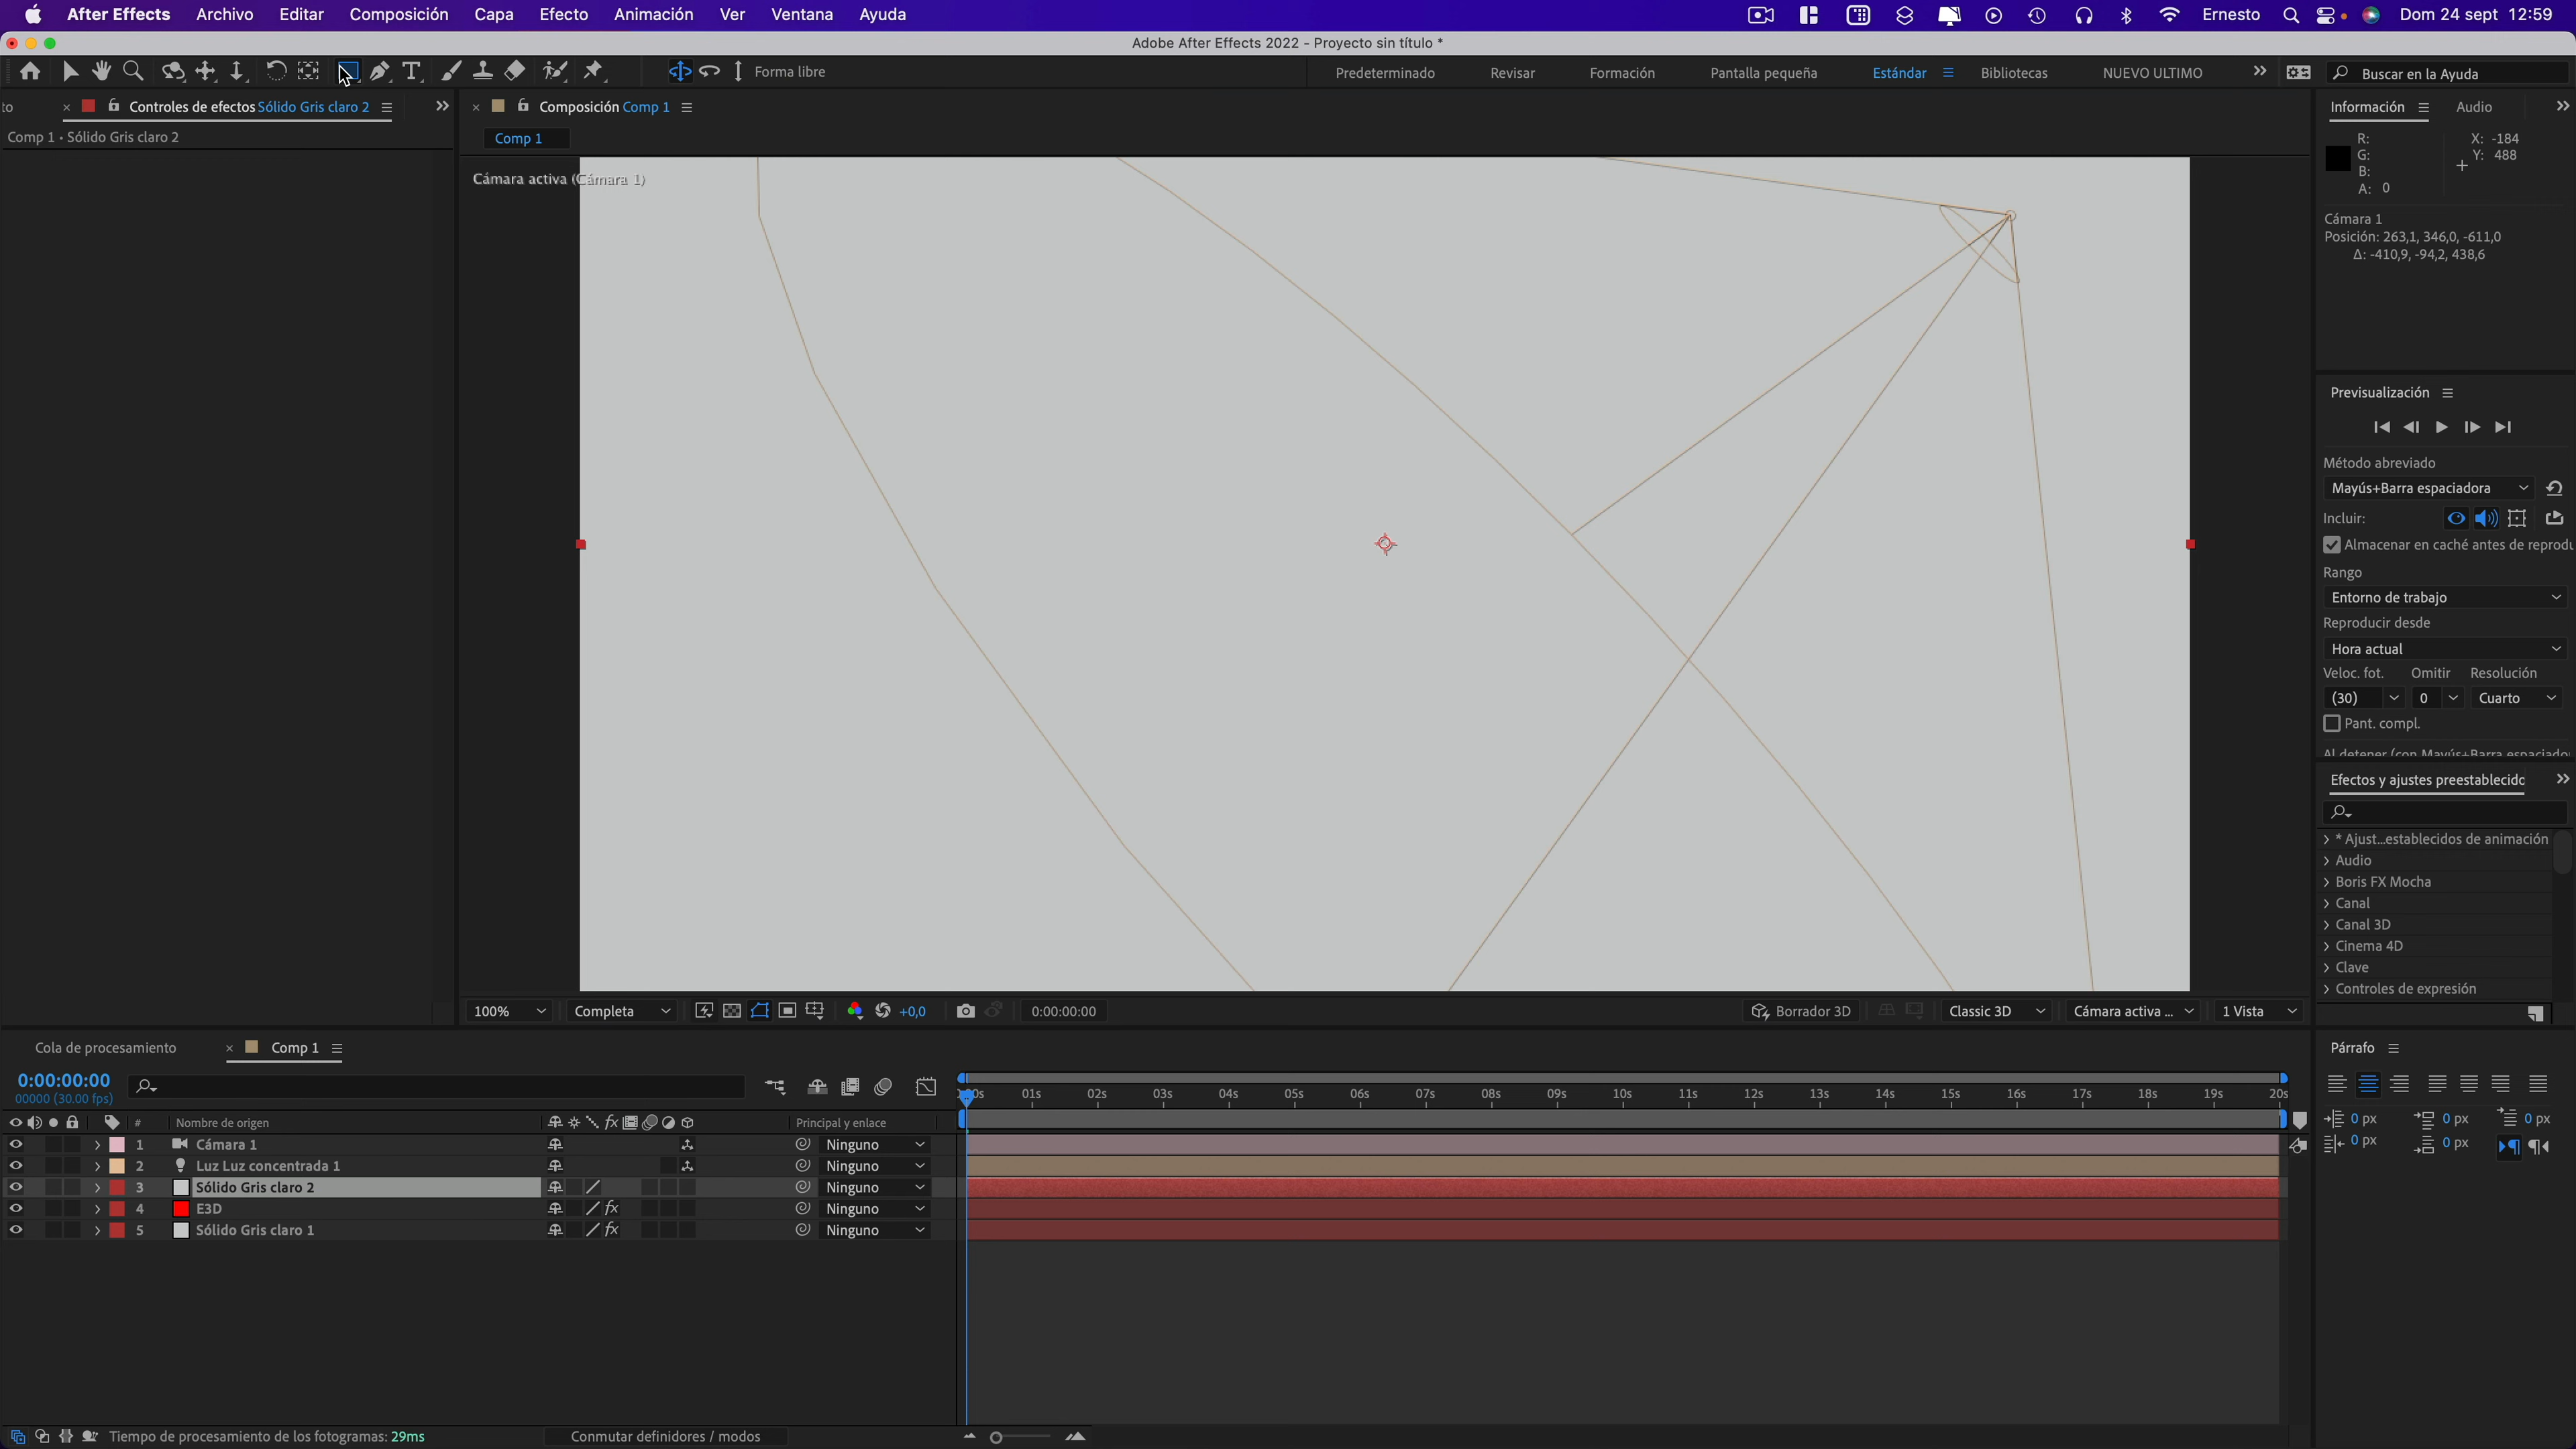 After Effects Archivo Editar Composición Capa Efecto Animación Ver Ventana Ayuda Ernesto Dom 24 sept 12:59
Adobe After Effects 2022 - Proyecto sin título *
Forma libre Predeterminado Revisar Formación Pantalla pequeña Estándar Bibliotecas NUEVO ULTIMO Buscar en la Ayuda
to × Controles de efectos Sólido Gris claro 2 × Composición Comp 1 Información Audio
Comp 1 • Sólido Gris claro 2
Comp 1
Cámara activa (Cámara 1)
R:
G:
B:
A: 0
X: -184
Y: 488
Cámara 1
Posición: 263,1, 346,0, -611,0
Δ: -410,9, -94,2, 438,6
Previsualización
Método abreviado
Mayús+Barra espaciadora
Incluir:
Almacenar en caché antes de reprodu
Rango
Entorno de trabajo
Reproducir desde
Hora actual
Veloc. fot. Omitir Resolución
(30) 0 Cuarto
Pant. compl.
Al detener (con Mayús+Barra espaciado
Efectos y ajustes preestablecidc
* Ajust...establecidos de animación
Audio
Boris FX Mocha
Canal
Canal 3D
Cinema 4D
Clave
Controles de expresión
100% Completa +0,0 0:00:00:00 Borrador 3D Classic 3D Cámara activa ... 1 Vista
Cola de procesamiento × Comp 1
0:00:00:00
00000 (30.00 fps)
01s 02s 03s 04s 05s 06s 07s 08s 09s 10s 11s 12s 13s 14s 15s 16s 17s 18s 19s 20s
# Nombre de origen fx Principal y enlace
1 Cámara 1 Ninguno
2 Luz Luz concentrada 1 Ninguno
3 Sólido Gris claro 2 Ninguno
4 E3D fx Ninguno
5 Sólido Gris claro 1 fx Ninguno
Párrafo
0 px 0 px 0 px
0 px 0 px
Tiempo de procesamiento de los fotogramas: 29ms Conmutar definidores / modos